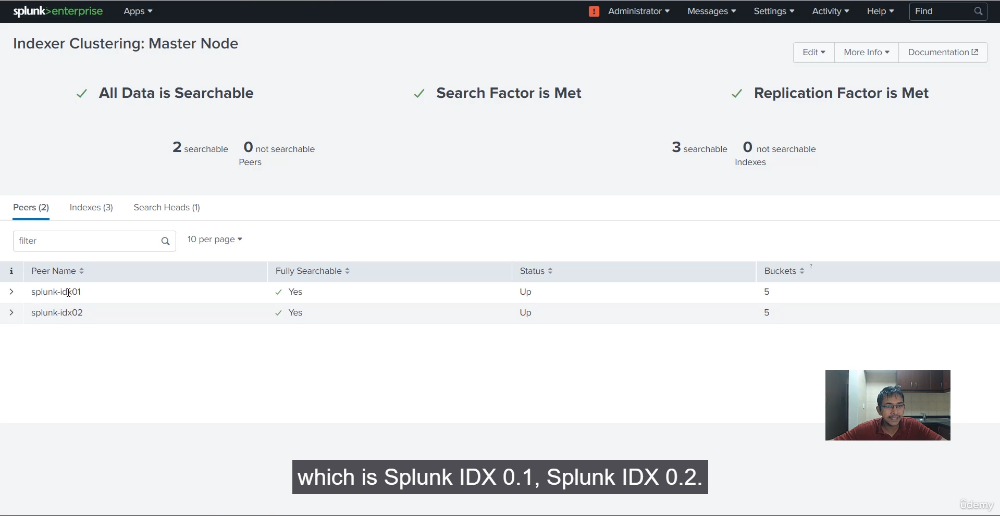 splunk>enterprise Apps Administrator Messages Settings Activity Help Find
Indexer Clustering: Master Node
Edit More Info Documentation
All Data is Searchable Search Factor is Met Replication Factor is Met
2 searchable 0 not searchable 3 searchable 0 not searchable
Peers Indexes
Peers (2) Indexes (3) Search Heads (1)
filter 10 per page
i Peer Name Fully Searchable Status Buckets ?
splunk-idx01 Yes Up 5
splunk-idx02 Yes Up 5
which is Splunk IDX 0.1, Splunk IDX 0.2.
ûdemy